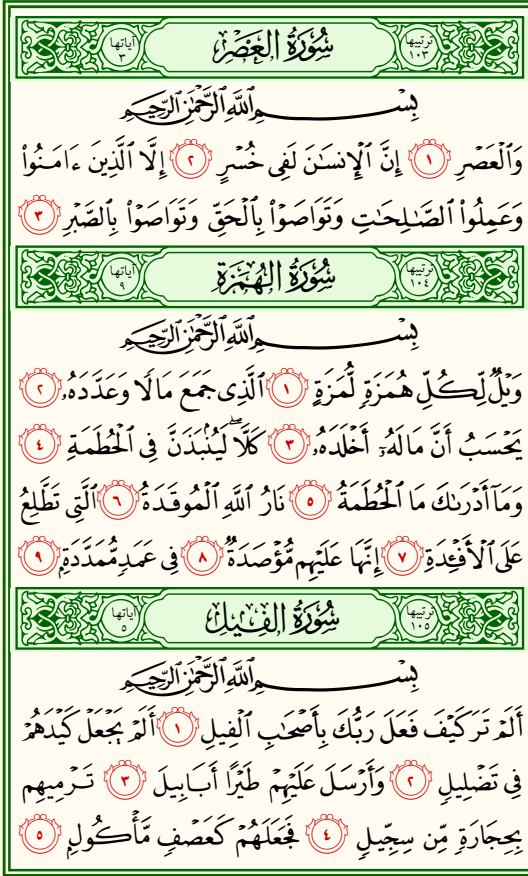 ترتيبها ١٠٣ سُورَةُ العَصْرِ آياتها ٣
بِسْمِ ٱللَّهِ ٱلرَّحْمَٰنِ ٱلرَّحِيمِ
وَٱلْعَصْرِ ١ إِنَّ ٱلْإِنسَٰنَ لَفِى خُسْرٍ ٢ إِلَّا ٱلَّذِينَ ءَامَنُوا۟
وَعَمِلُوا۟ ٱلصَّٰلِحَٰتِ وَتَوَاصَوْا۟ بِٱلْحَقِّ وَتَوَاصَوْا۟ بِٱلصَّبْرِ ٣
ترتيبها ١٠٤ سُورَةُ الهُمَزَةِ آياتها ٩
بِسْمِ ٱللَّهِ ٱلرَّحْمَٰنِ ٱلرَّحِيمِ
وَيْلٌ لِّكُلِّ هُمَزَةٍ لُّمَزَةٍ ١ ٱلَّذِى جَمَعَ مَالًا وَعَدَّدَهُۥ ٢
يَحْسَبُ أَنَّ مَالَهُۥٓ أَخْلَدَهُۥ ٣ كَلَّا ۖ لَيُنۢبَذَنَّ فِى ٱلْحُطَمَةِ ٤
وَمَآ أَدْرَىٰكَ مَا ٱلْحُطَمَةُ ٥ نَارُ ٱللَّهِ ٱلْمُوقَدَةُ ٦ ٱلَّتِى تَطَّلِعُ
عَلَى ٱلْأَفْـِٔدَةِ ٧ إِنَّهَا عَلَيْهِم مُّؤْصَدَةٌ ٨ فِى عَمَدٍ مُّمَدَّدَةٍۭ ٩
ترتيبها ١٠٥ سُورَةُ الفِيلِ آياتها ٥
بِسْمِ ٱللَّهِ ٱلرَّحْمَٰنِ ٱلرَّحِيمِ
أَلَمْ تَرَ كَيْفَ فَعَلَ رَبُّكَ بِأَصْحَٰبِ ٱلْفِيلِ ١ أَلَمْ يَجْعَلْ كَيْدَهُمْ
فِى تَضْلِيلٍ ٢ وَأَرْسَلَ عَلَيْهِمْ طَيْرًا أَبَابِيلَ ٣ تَرْمِيهِم
بِحِجَارَةٍ مِّن سِجِّيلٍ ٤ فَجَعَلَهُمْ كَعَصْفٍ مَّأْكُولٍۭ ٥